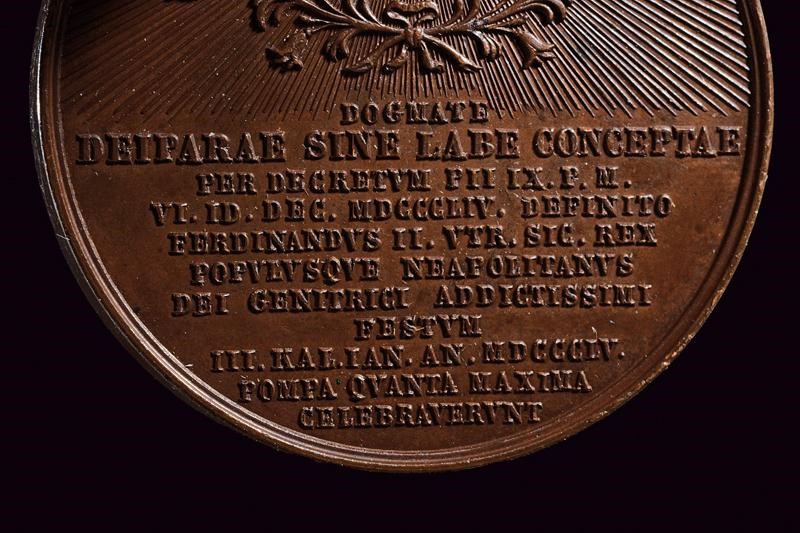 DOGMATE
DEIPARAE SINE LABE CONCEPTAE
PER DECRETVM PII IX. P. M.
VI. ID. DEC. MDCCCLIV. DEFINITO
FERDINANDVS II. VTR. SIC. REX
POPVLVSQVE NEAPOLITANVS
DEI GENITRICI ADDICTISSIMI
FESTVM
III. KAL. IAN. AN. MDCCCLV.
POMPA QVANTA MAXIMA
CELEBRAVERVNT